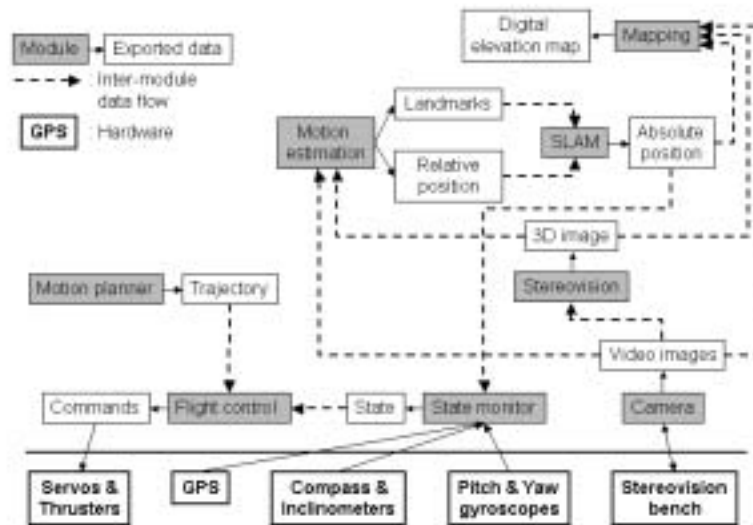 Module
Exported data
: Inter-module
data flow
GPS
: Hardware
Digital
elevation map
Mapping
Motion
estimation
Landmarks
Relative
position
SLAM
Absolute
position
3D image
Stereovision
Motion planner
Trajectory
Video images
Commands
Flight control
State
State monitor
Camera
Servos &
Thrusters
GPS
Compass &
Inclinometers
Pitch & Yaw
gyroscopes
Stereovision
bench